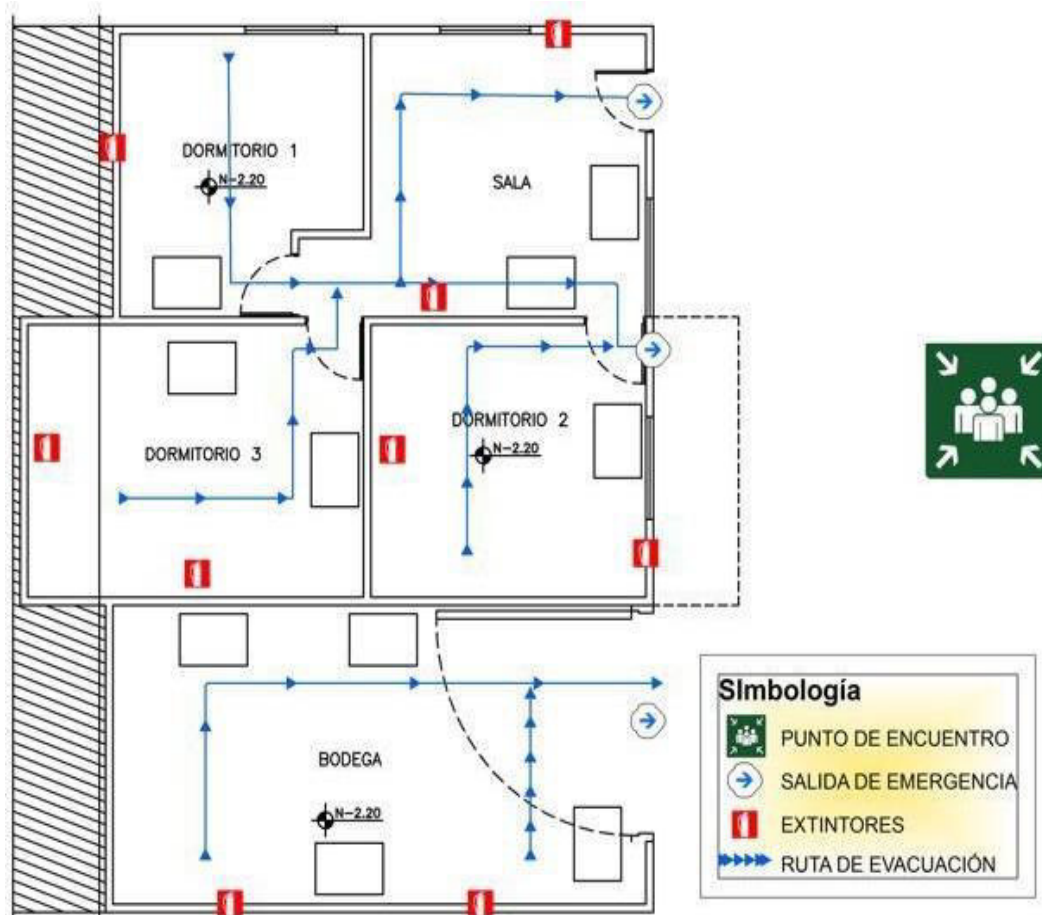 DORMITORIO 1
N-2.20
SALA
DORMITORIO 2
N-2.20
DORMITORIO 3
BODEGA
N-2.20
SImbología
PUNTO DE ENCUENTRO
SALIDA DE EMERGENCIA
EXTINTORES
RUTA DE EVACUACIÓN